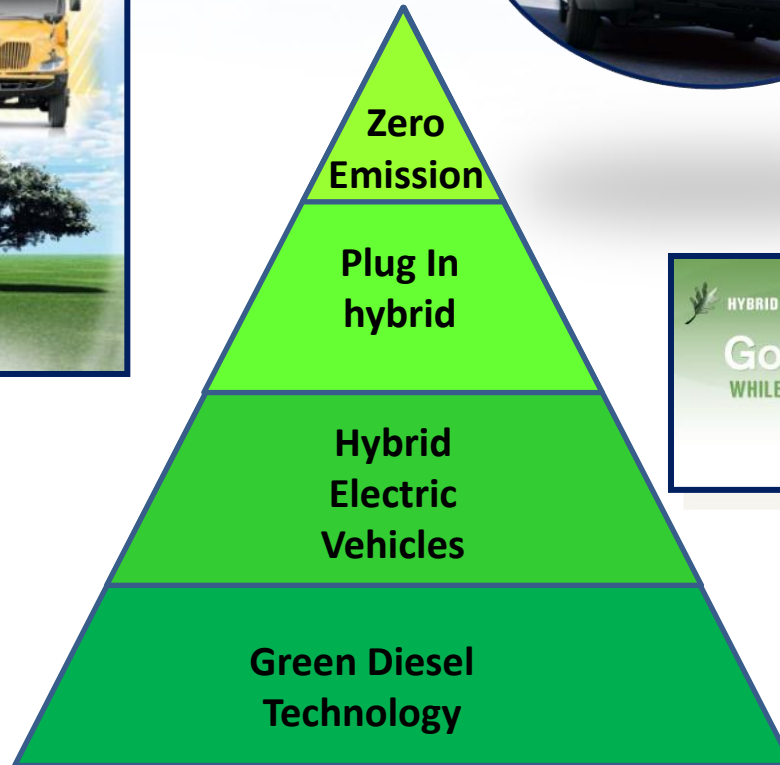 Zero
Emission
Plug In
hybrid
HYBRID
Go
WHILE
Hybrid
Electric
Vehicles
Green Diesel
Technology